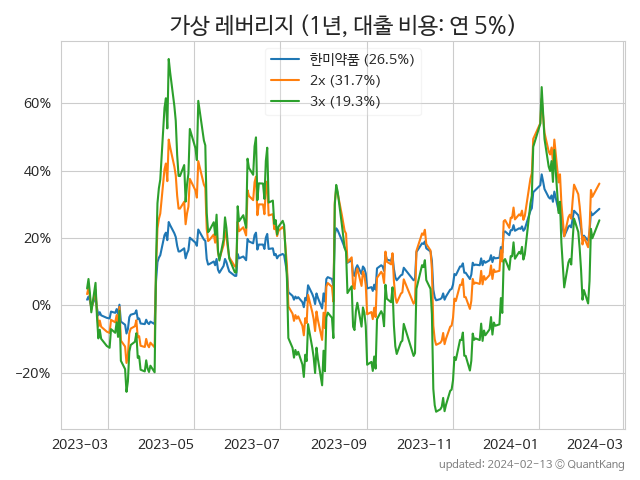 가상 레버리지 (1년, 대출 비용: 연 5%)
한미약품 (26.5%)
2x (31.7%)
3x (19.3%)
60%
40%
20%
0%
−20%
2023-03 2023-05 2023-07 2023-09 2023-11 2024-01 2024-03
updated: 2024-02-13 © QuantKang